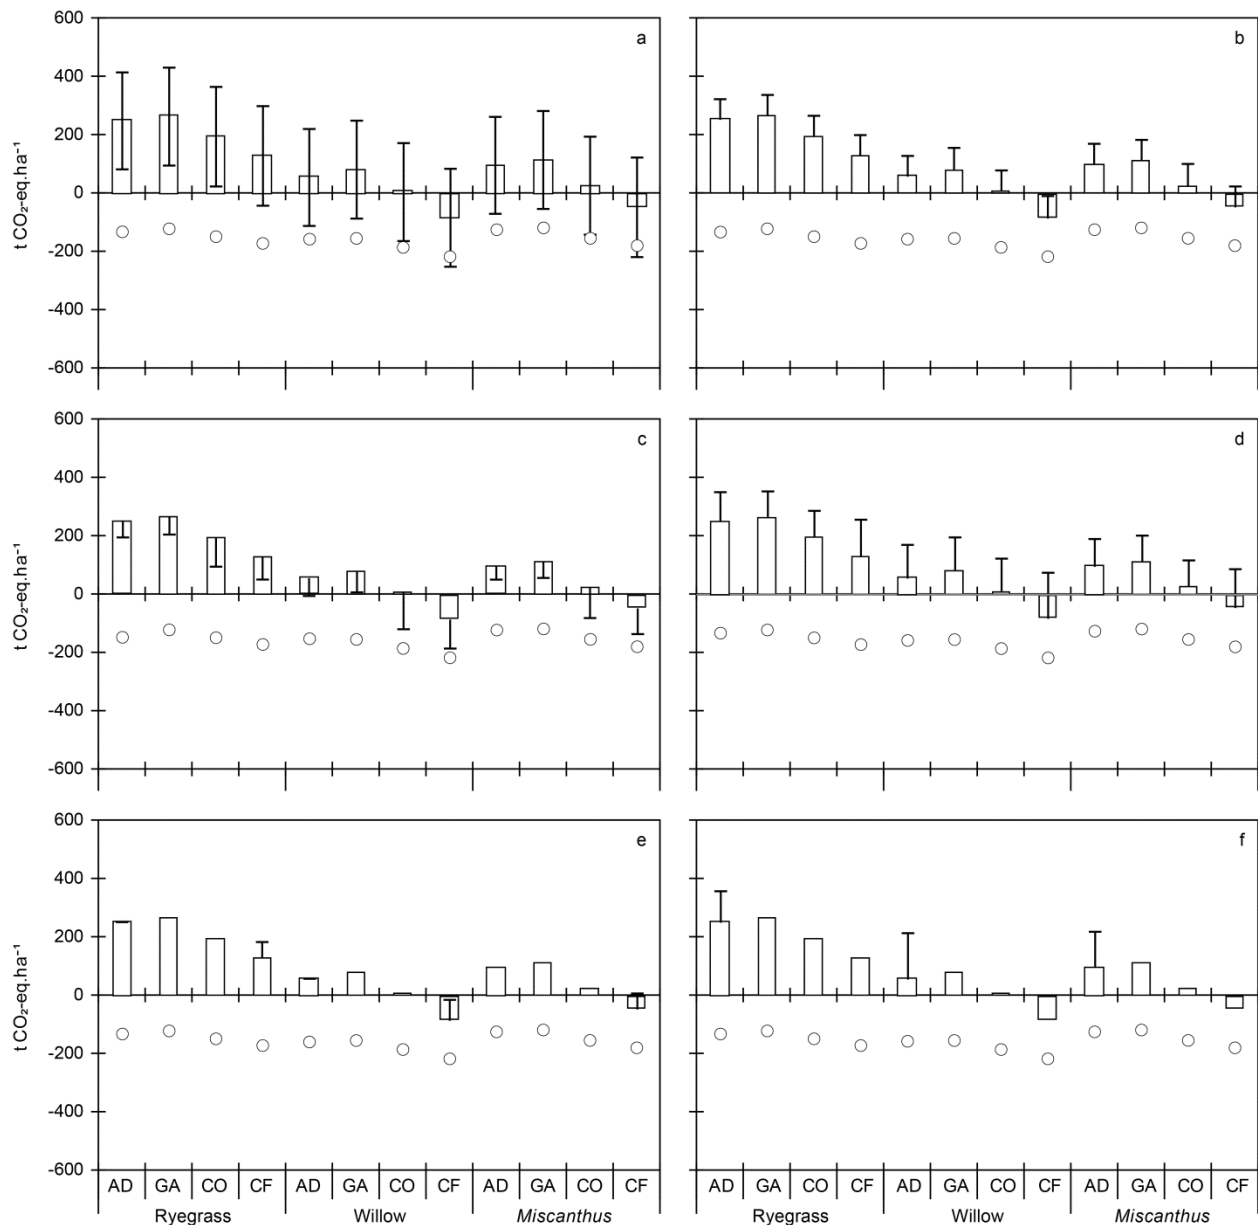 600
400
200
0
-200
-400
-600
t CO₂-eq.ha⁻¹
a
b
600
400
200
0
-200
-400
-600
t CO₂-eq.ha⁻¹
c
d
600
400
200
0
-200
-400
-600
t CO₂-eq.ha⁻¹
e
f
AD GA CO CF AD GA CO CF AD GA CO CF
Ryegrass Willow Miscanthus
AD GA CO CF AD GA CO CF AD GA CO CF
Ryegrass Willow Miscanthus